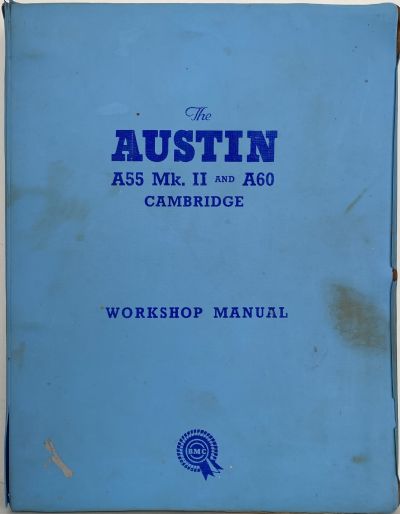 The
AUSTIN
A55 Mk. II AND A60
CAMBRIDGE
WORKSHOP MANUAL
BMC